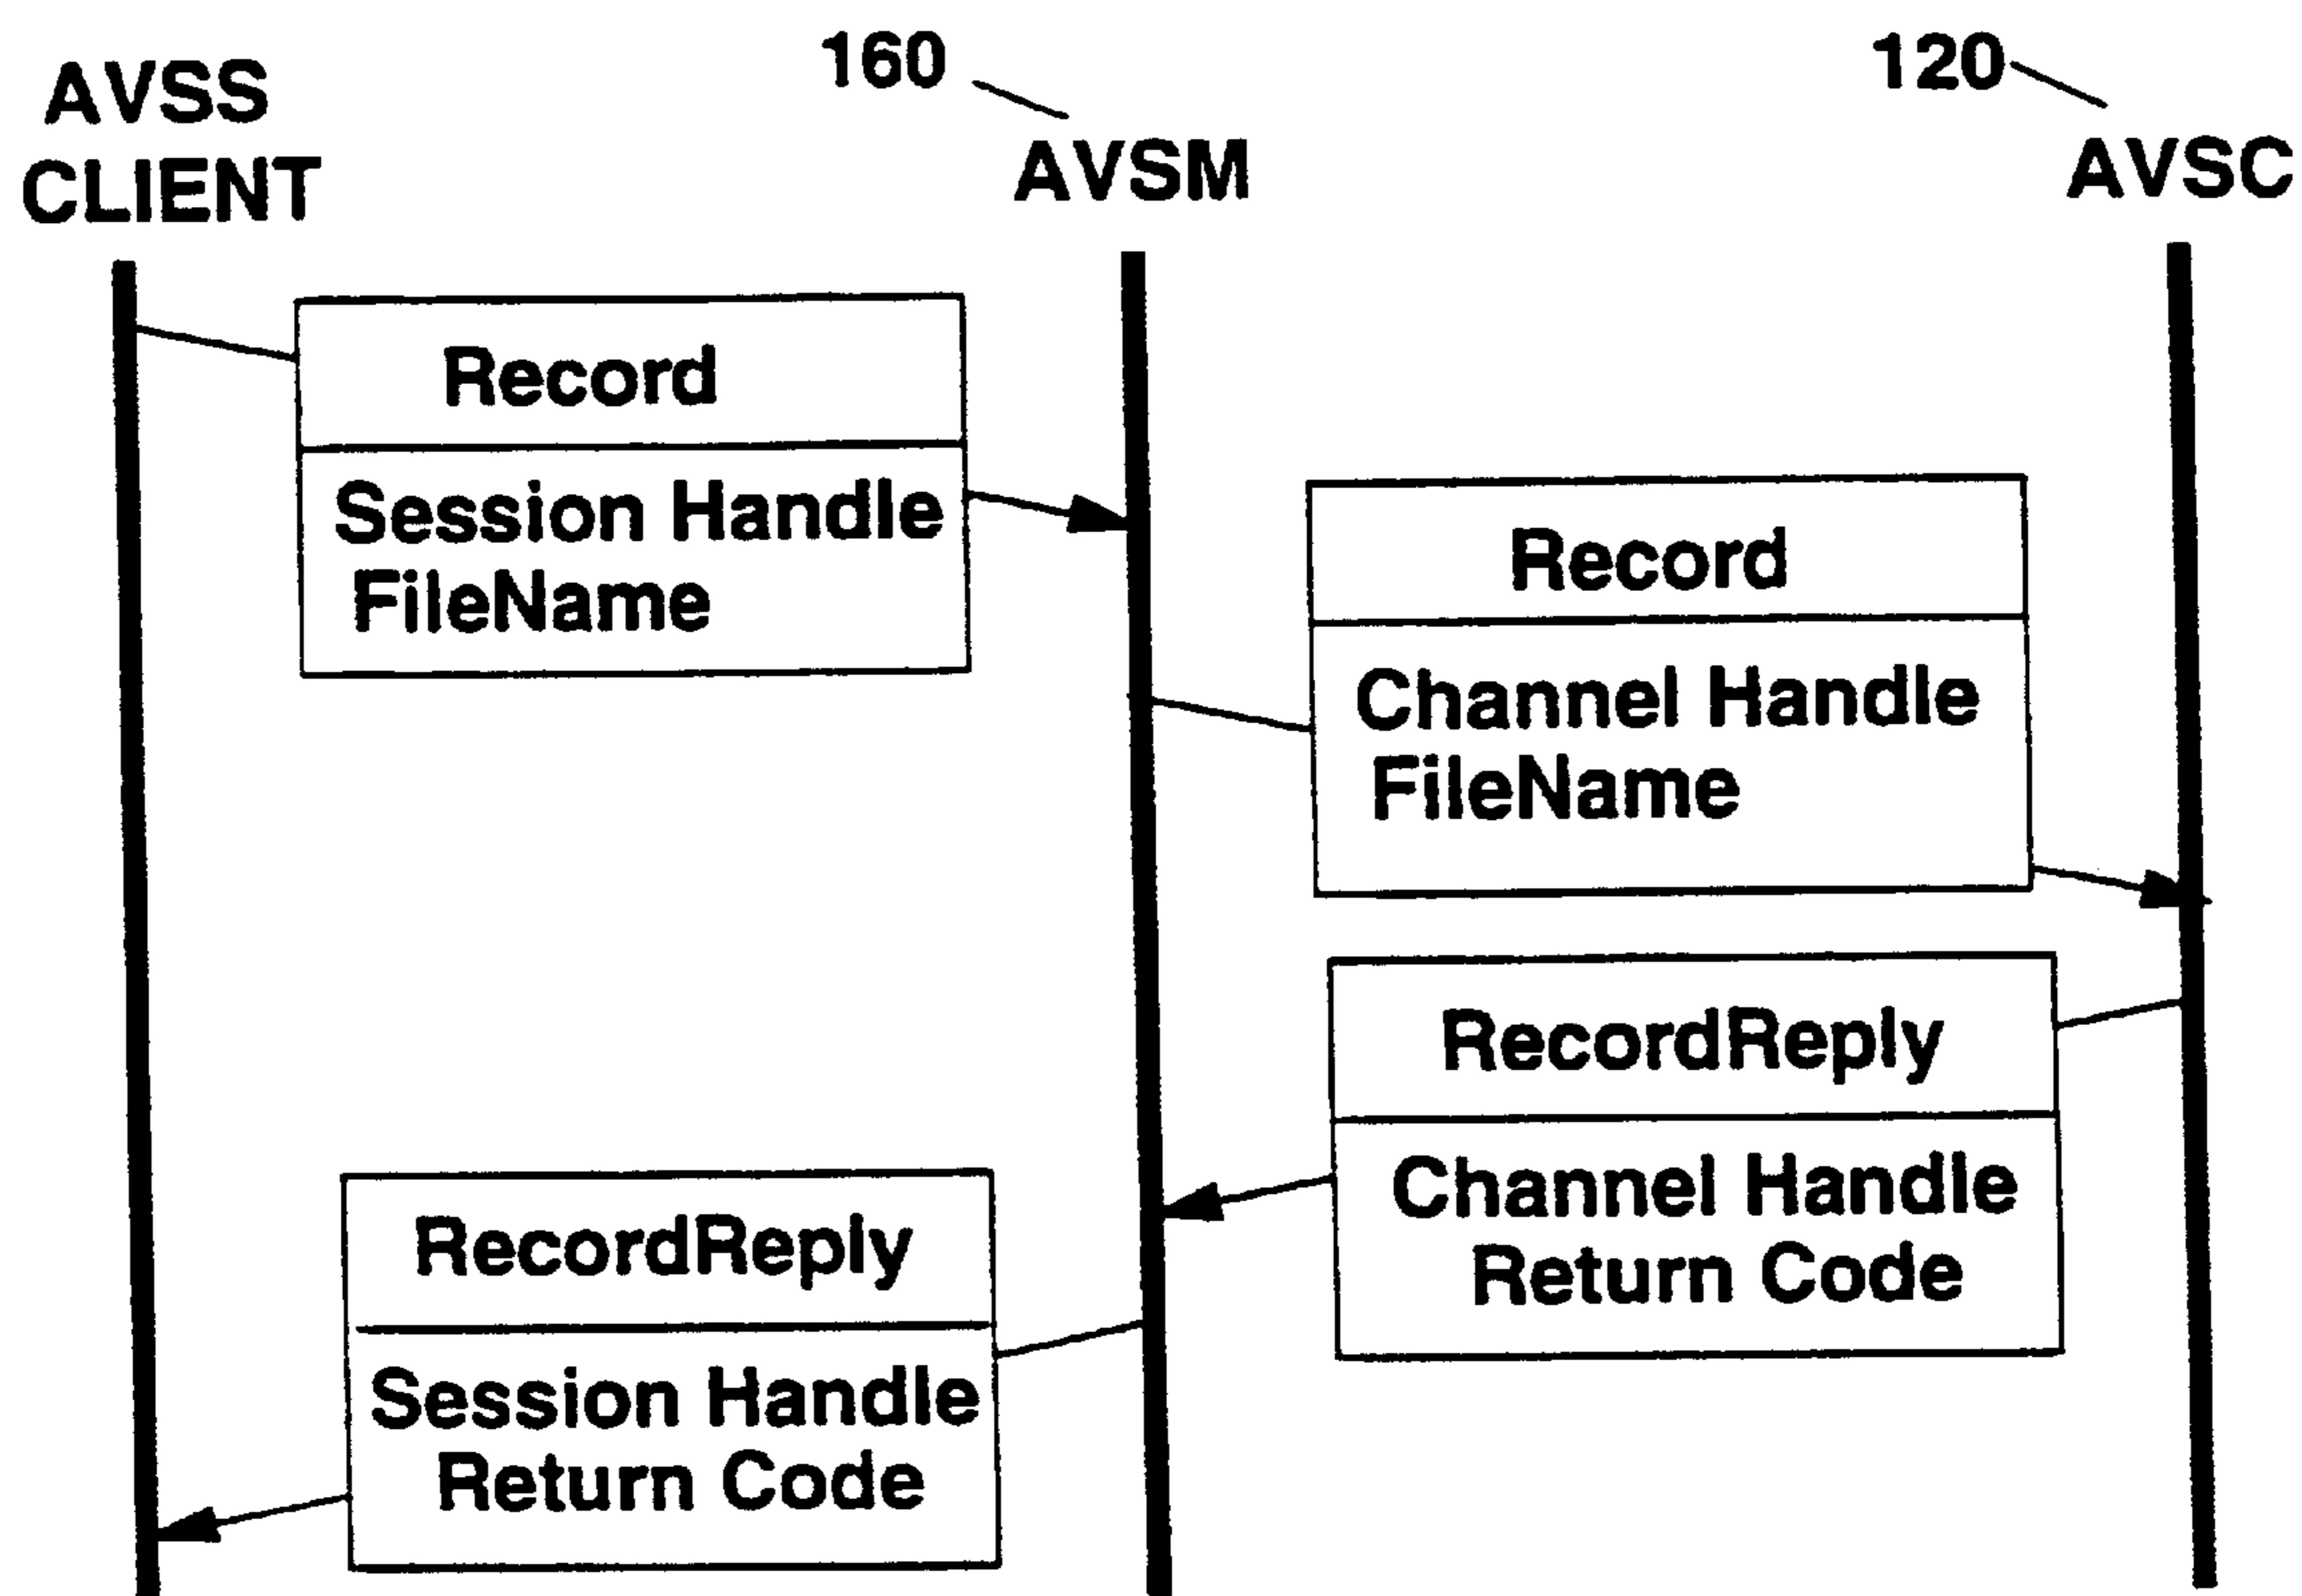 160
120
AVSS
CLIENT
AVSM
AVSC
Record
Session Handle
FileName
Record
Channel Handle
FileName
RecordReply
Channel Handle
Return Code
RecordReply
Session Handle
Return Code